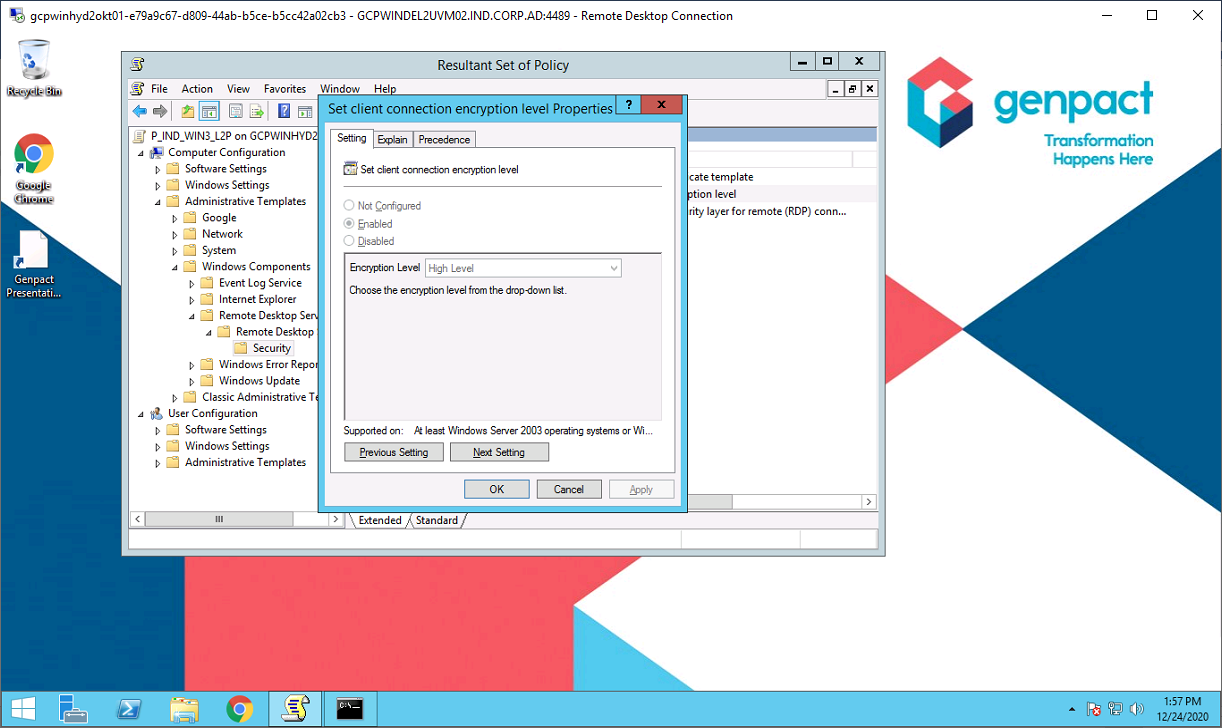 gcpwinhyd2okt01-e79a9c67-d809-44ab-b5ce-b5cc42a02cb3 - GCPWINDEL2UVM02.IND.CORP.AD:4489 - Remote Desktop Connection
Recycle Bin
Google
Chrome
Genpact
Presentati...
genpact
Transformation
Happens Here
Resultant Set of Policy
File Action View Favorites Window Help
P_IND_WIN3_L2P on GCPWINHYD2
Computer Configuration
Software Settings
Windows Settings
Administrative Templates
Google
Network
System
Windows Components
Event Log Service
Internet Explorer
Remote Desktop Serv
Remote Desktop
Security
Windows Error Repor
Windows Update
Classic Administrative Te
User Configuration
Software Settings
Windows Settings
Administrative Templates
cate template
ption level
rity layer for remote (RDP) conn...
Extended Standard
Set client connection encryption level Properties
?
Setting Explain Precedence
Set client connection encryption level
Not Configured
Enabled
Disabled
Encryption Level High Level
Choose the encryption level from the drop-down list.
Supported on: At least Windows Server 2003 operating systems or Wi...
Previous Setting Next Setting
OK Cancel Apply
1:57 PM
12/24/2020